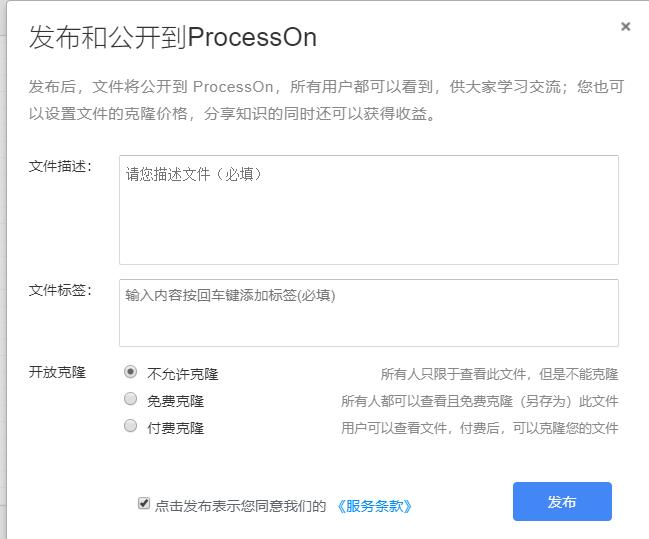 发布和公开到ProcessOn
发布后，文件将公开到 ProcessOn，所有用户都可以看到，供大家学习交流；您也可
以设置文件的克隆价格，分享知识的同时还可以获得收益。
文件描述：
请您描述文件（必填）
文件标签：
输入内容按回车键添加标签(必填)
开放克隆
不允许克隆 所有人只限于查看此文件，但是不能克隆
免费克隆 所有人都可以查看且免费克隆（另存为）此文件
付费克隆 用户可以查看文件，付费后，可以克隆您的文件
点击发布表示您同意我们的 《服务条款》
发布